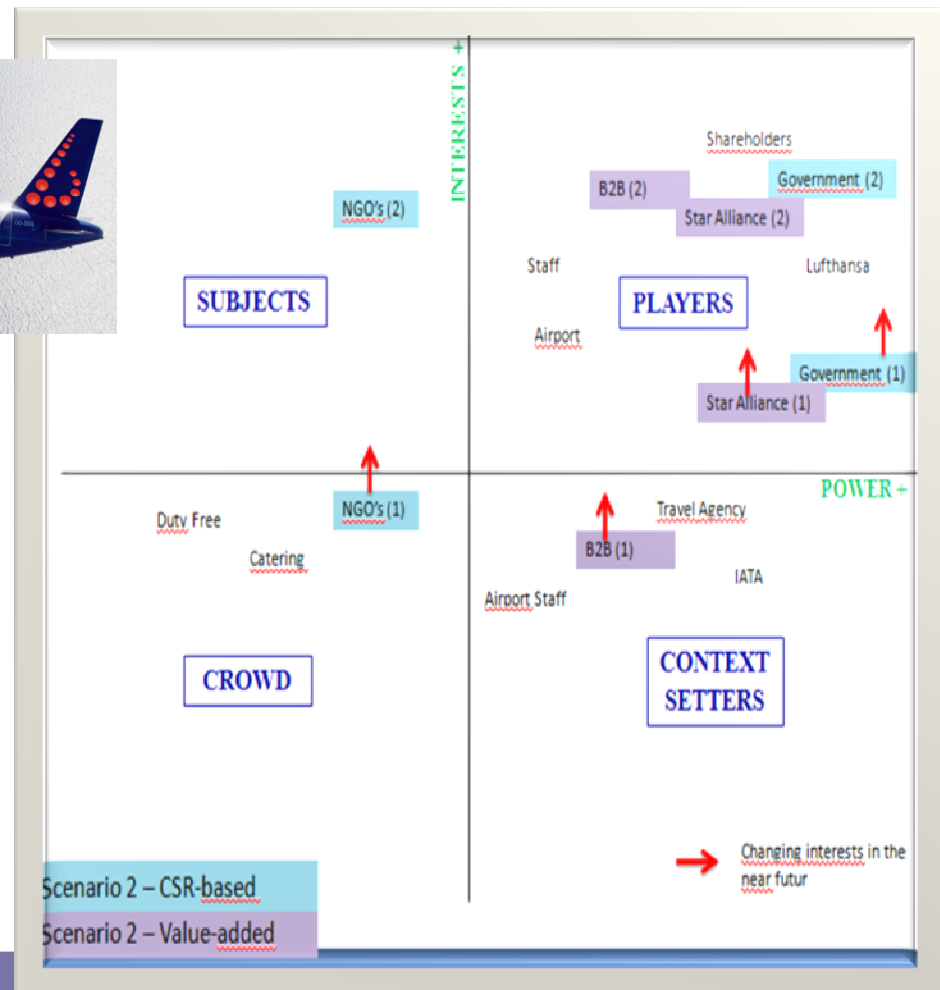 INTERESTS +
Shareholders
Government (2)
B2B (2)
NGO's (2)
Star Alliance (2)
Staff
Lufthansa
SUBJECTS
PLAYERS
Airport
Government (1)
Star Alliance (1)
POWER +
NGO's (1)
Travel Agency
Duty Free
B2B (1)
Catering
IATA
Airport Staff
CROWD
CONTEXT
SETTERS
Changing interests in the
near futur
Scenario 2 – CSR-based
Scenario 2 – Value-added